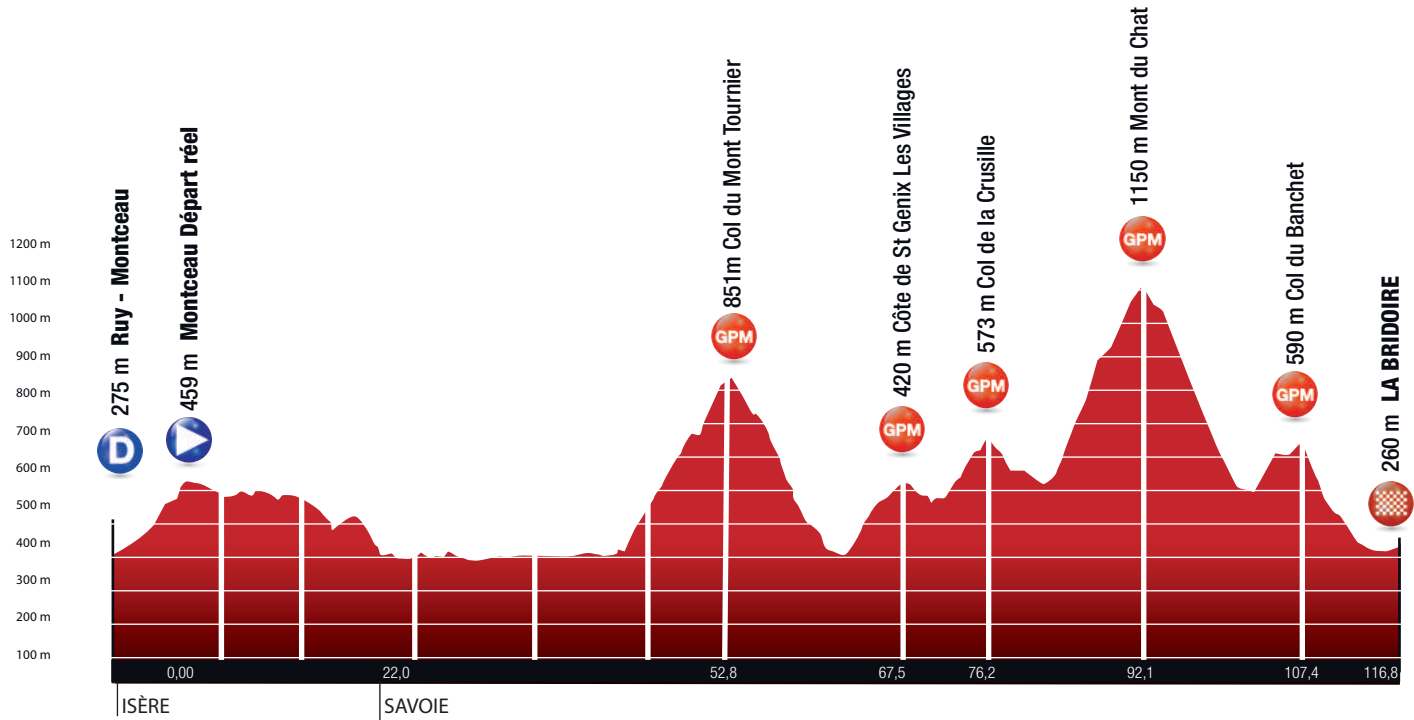 1200 m
1100 m
1000 m
900 m
800 m
700 m
600 m
500 m
400 m
300 m
200 m
100 m
275 m Ruy - Montceau
D
459 m Montceau Départ réel
851m Col du Mont Tournier
GPM
420 m Côte de St Genix Les Villages
GPM
573 m Col de la Crusille
GPM
1150 m Mont du Chat
GPM
590 m Col du Banchet
GPM
260 m LA BRIDOIRE
0,00 22,0 52,8 67,5 76,2 92,1 107,4 116,8
ISÈRE SAVOIE